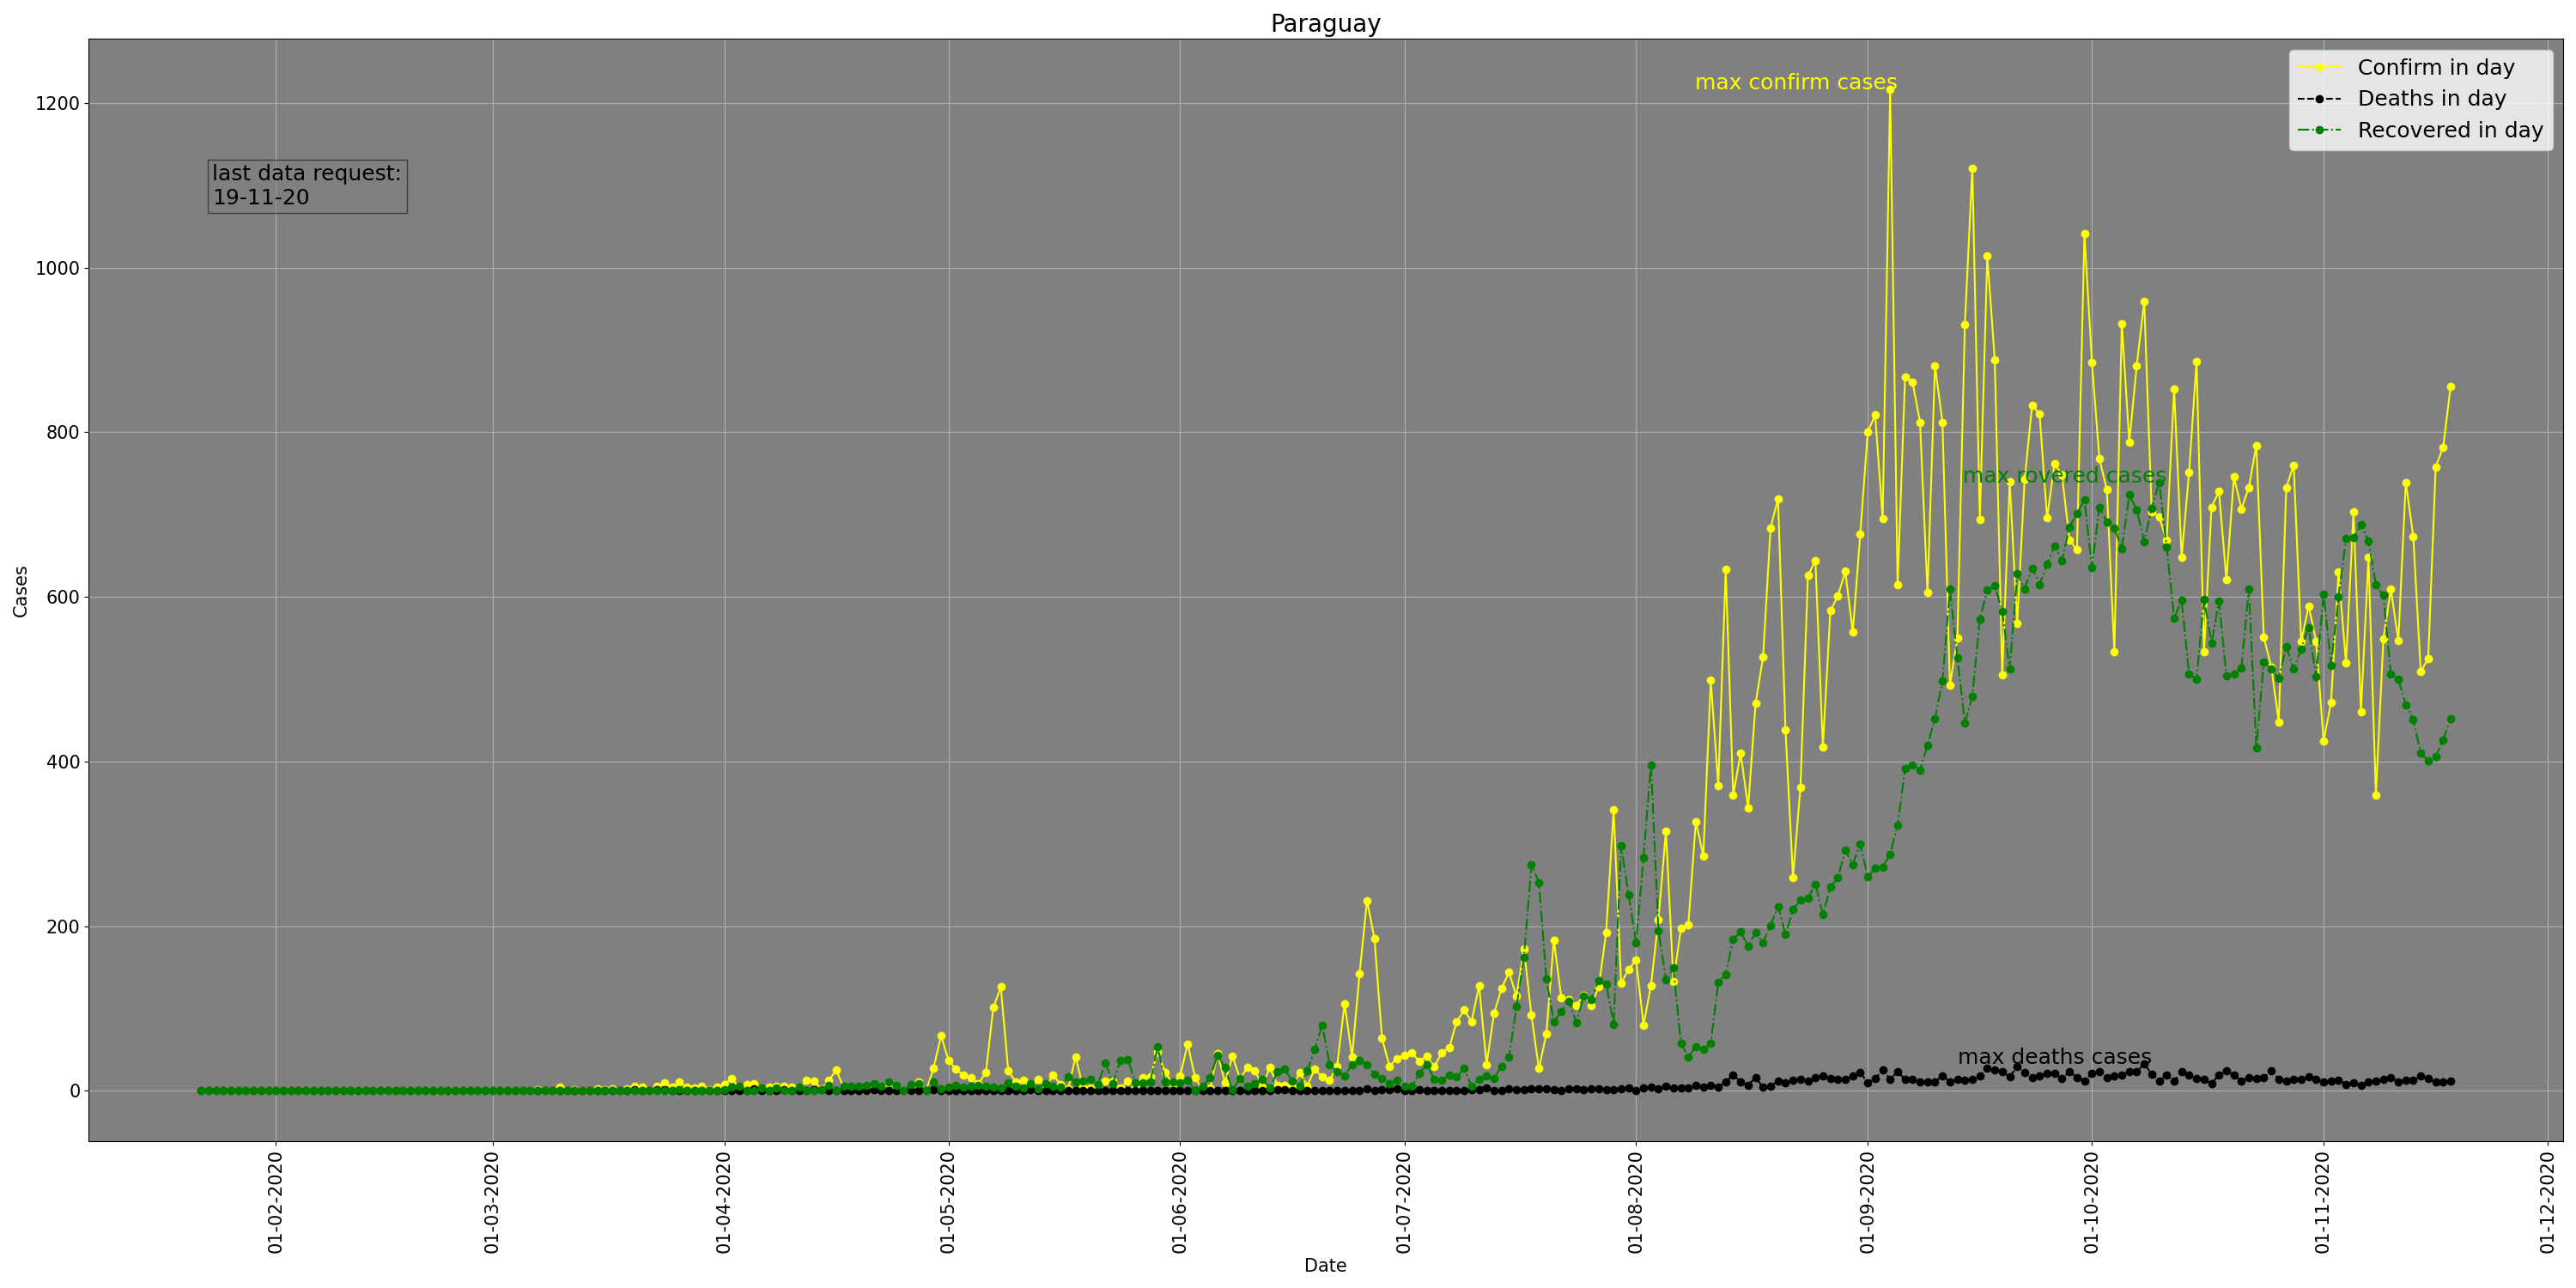 Paraguay
max confirm cases
Confirm in day
Deaths in day
Recovered in day
last data request:
19-11-20
max rovered cases
max deaths cases
1200
1000
800
600
400
200
0
Cases
01-02-2020
01-03-2020
01-04-2020
01-05-2020
01-06-2020
01-07-2020
01-08-2020
01-09-2020
01-10-2020
01-11-2020
01-12-2020
Date